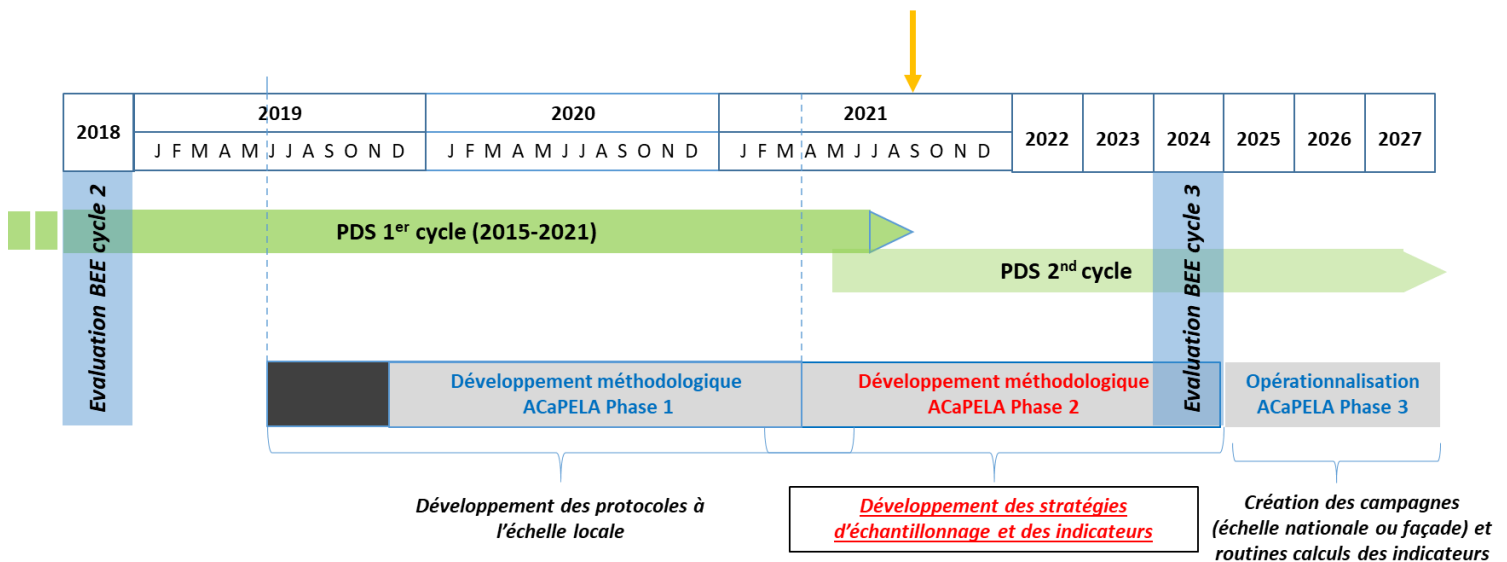 2018
2019
2020
2021
2022
2023
2024
2025
2026
2027
J F M A M J J A S O N D
J F M A M J J A S O N D
J F M A M J J A S O N D
Evaluation BEE cycle 2
PDS 1er cycle (2015-2021)
PDS 2nd cycle
Evaluation BEE cycle 3
Développement méthodologique
ACaPELA Phase 1
Développement méthodologique
ACaPELA Phase 2
Opérationnalisation
ACaPELA Phase 3
Développement des protocoles à
l’échelle locale
Développement des stratégies
d’échantillonnage et des indicateurs
Création des campagnes
(échelle nationale ou façade) et
routines calculs des indicateurs